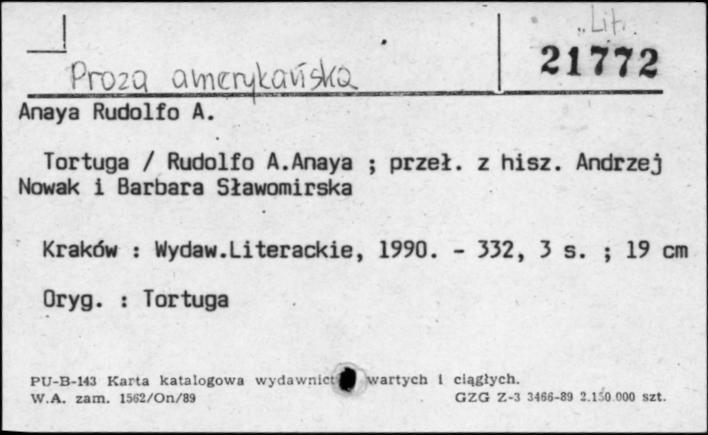 „Lit.
21772
Proza amerykańska
Anaya Rudolfo A.
Tortuga / Rudolfo A.Anaya ; przeł. z hisz. Andrzej
Nowak i Barbara Sławomirska
Kraków : Wydaw.Literackie, 1990. - 332, 3 s. ; 19 cm
Oryg. : Tortuga
PU-B-143 Karta katalogowa wydawnict wartych i ciągłych.
W.A. zam. 1562/On/89 GZG Z-3 3466-89 2.150.000 szt.